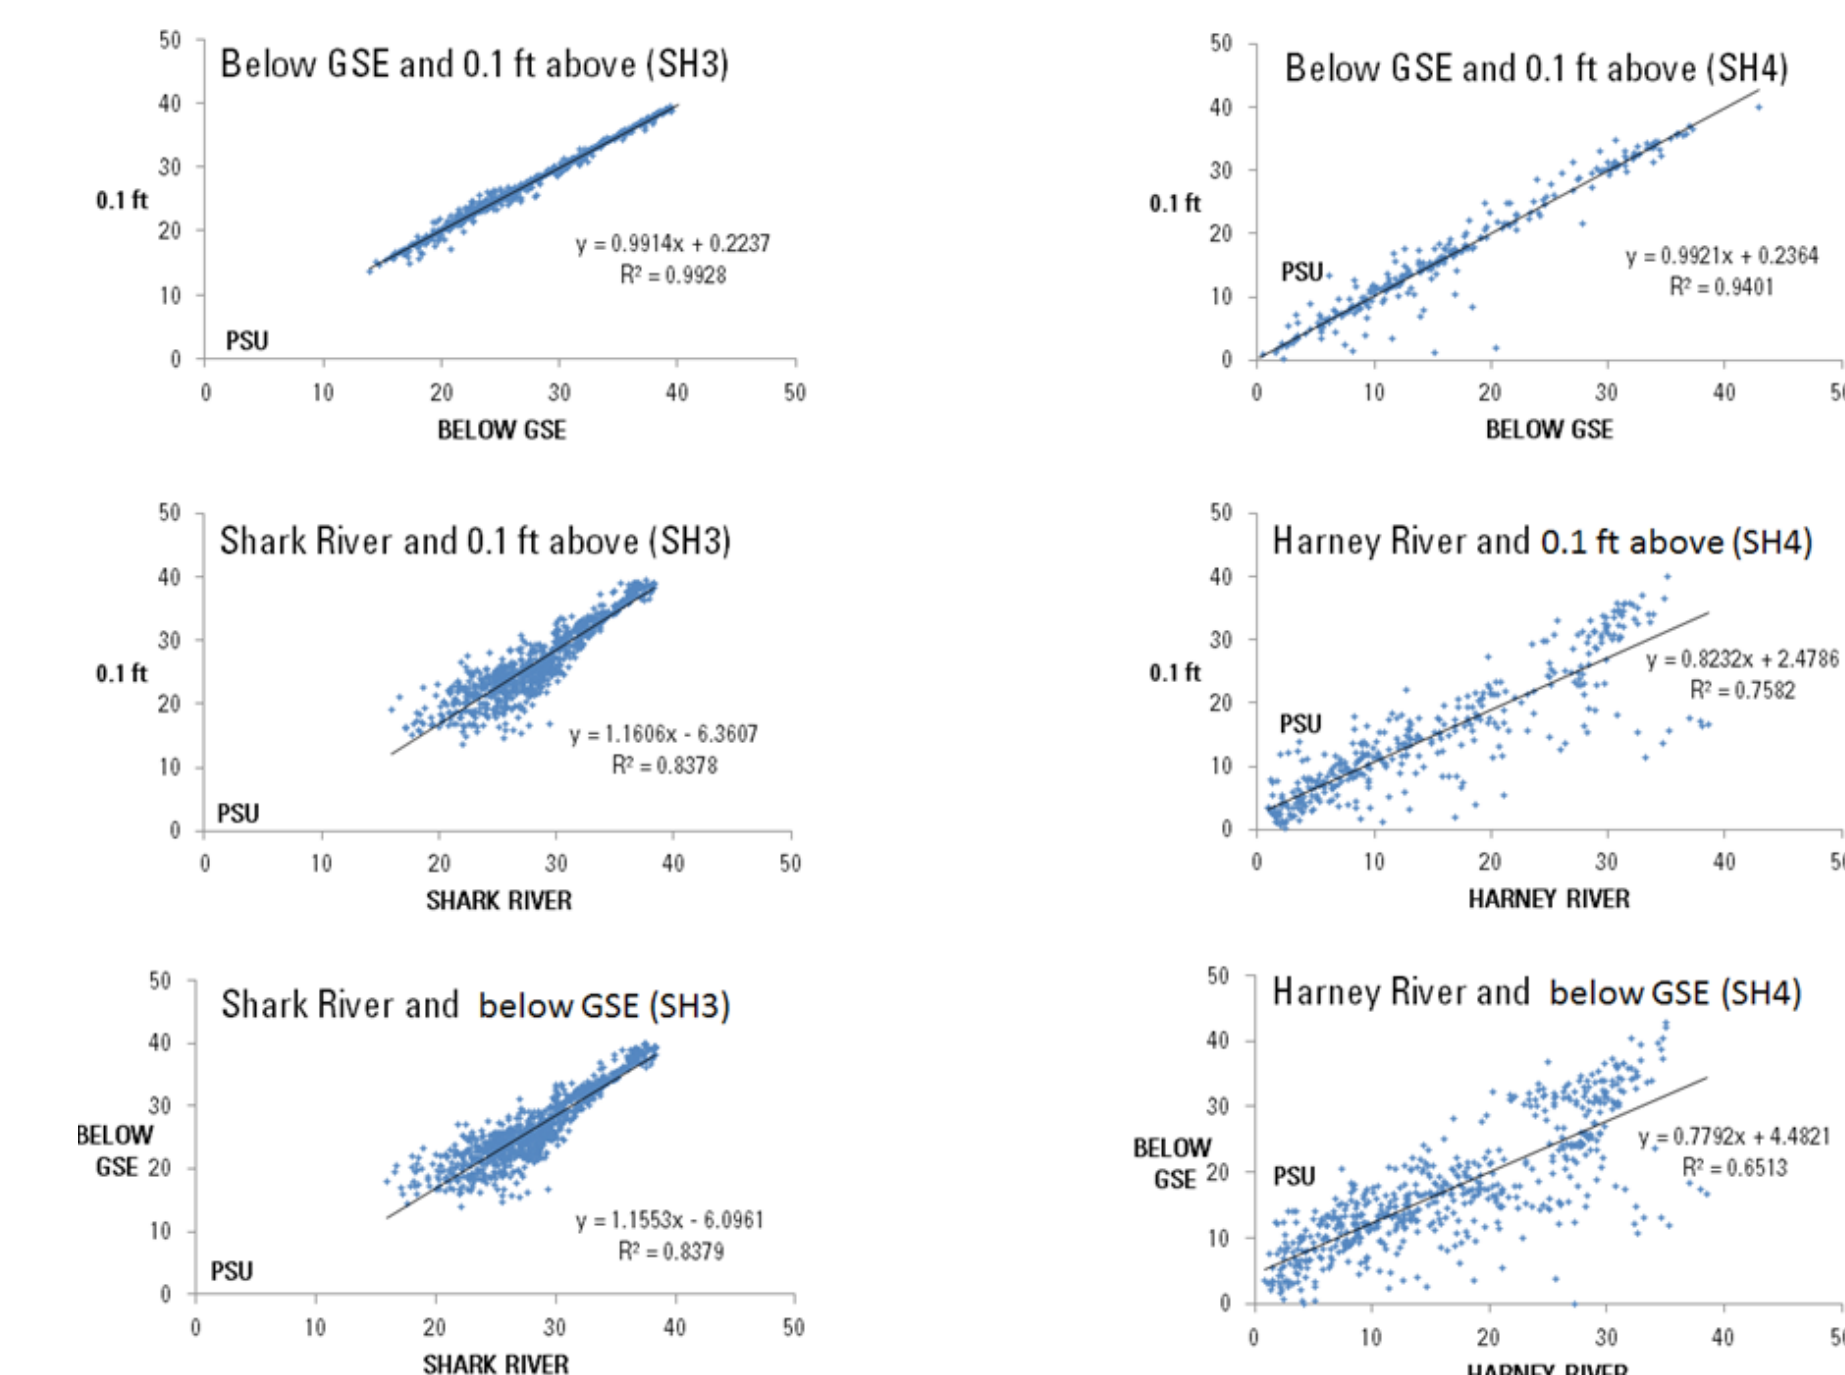 Below GSE and 0.1 ft above (SH3)
50
40
30
20
10
0
0.1 ft
y = 0.9914x + 0.2237
R² = 0.9928
PSU
0 10 20 30 40 50
BELOW GSE
Below GSE and 0.1 ft above (SH4)
50
40
30
20
10
0
0.1 ft
PSU
y = 0.9921x + 0.2364
R² = 0.9401
0 10 20 30 40
BELOW GSE
Shark River and 0.1 ft above (SH3)
50
40
30
20
10
0
0.1 ft
y = 1.1606x - 6.3607
R² = 0.8378
PSU
0 10 20 30 40 50
SHARK RIVER
Harney River and 0.1 ft above (SH4)
50
40
30
20
10
0
0.1 ft
y = 0.8232x + 2.4786
R² = 0.7582
PSU
0 10 20 30 40
HARNEY RIVER
Shark River and below GSE (SH3)
50
40
30
20
10
0
BELOW
GSE
y = 1.1553x - 6.0961
R² = 0.8379
PSU
0 10 20 30 40 50
SHARK RIVER
Harney River and below GSE (SH4)
50
40
30
20
10
0
BELOW
GSE
y = 0.7792x + 4.4821
R² = 0.6513
PSU
0 10 20 30 40
HARNEY RIVER